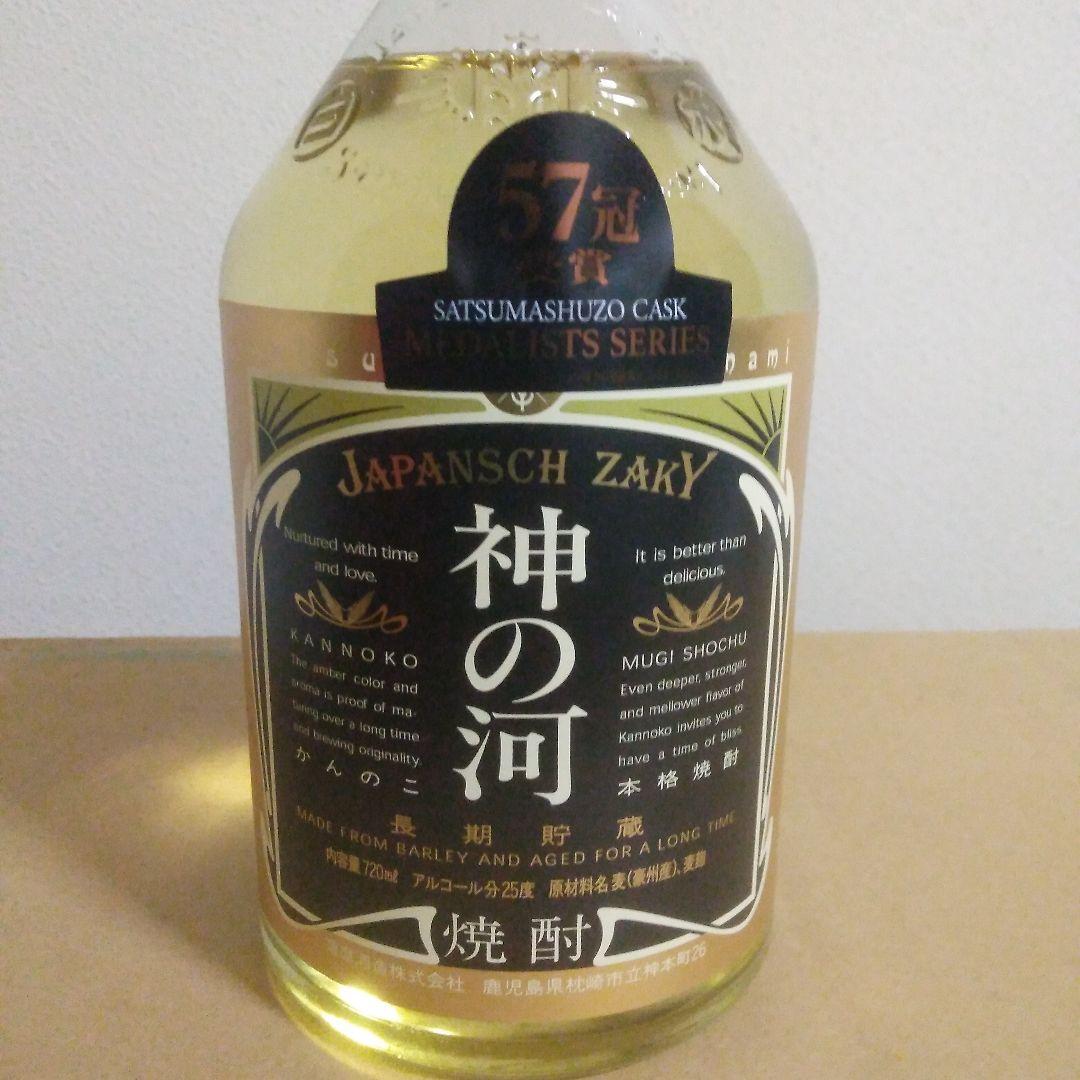 57冠
受賞
SATSUMASHUZO CASK
MEDALISTS SERIES
su
nami
JAPANSCH ZAKY
神の河
Nurtured with time
and love.
KANNOKO
The amber color and
aroma is proof of ma-
turing over a long time
and brewing originality.
かんのこ
It is better than
delicious.
MUGI SHOCHU
Even deeper, stronger,
and mellower flavor of
Kannoko invites you to
have a time of bliss.
本格焼酎
長期貯蔵
MADE FROM BARLEY AND AGED FOR A LONG TIME
内容量720mℓ アルコール分25度 原材料名 麦(豪州産)、麦麹
焼酎
酒造株式会社 鹿児島県枕崎市立神本町26